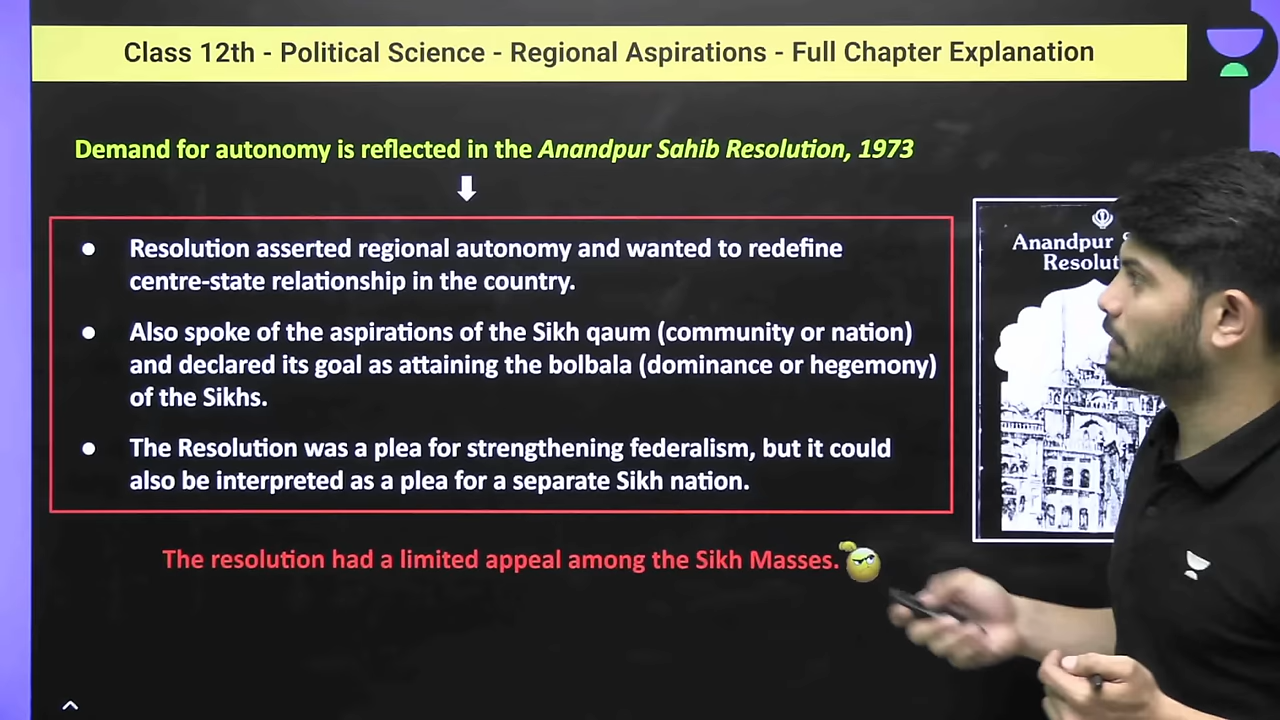 Class 12th - Political Science - Regional Aspirations - Full Chapter Explanation
Demand for autonomy is reflected in the Anandpur Sahib Resolution, 1973
Resolution asserted regional autonomy and wanted to redefine
centre-state relationship in the country.
Also spoke of the aspirations of the Sikh qaum (community or nation)
and declared its goal as attaining the bolbala (dominance or hegemony)
of the Sikhs.
The Resolution was a plea for strengthening federalism, but it could
also be interpreted as a plea for a separate Sikh nation.
The resolution had a limited appeal among the Sikh Masses.
Anandpur